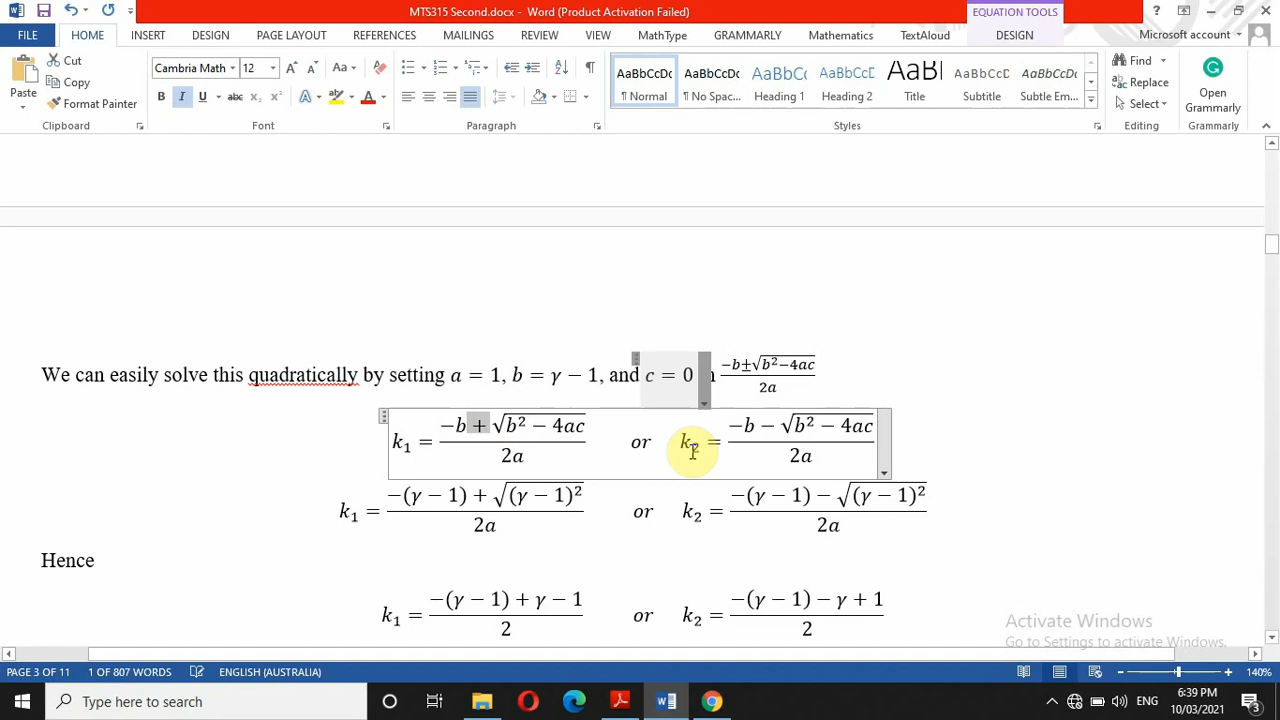 MTS315 Second.docx - Word (Product Activation Failed)
EQUATION TOOLS
FILE HOME INSERT DESIGN PAGE LAYOUT REFERENCES MAILINGS REVIEW VIEW MathType GRAMMARLY Mathematics TextAloud DESIGN Microsoft account
Paste
Cut
Copy
Format Painter
Clipboard
Cambria Math 12
Font
Paragraph
AaBbCcDc AaBbCcDc AaBbCc AaBbCcD AaBl AaBbCcD AaBbCcDc
¶ Normal ¶ No Spac... Heading 1 Heading 2 Title Subtitle Subtle Em...
Styles
Find
Replace
Select
Editing
Open Grammarly
Grammarly
We can easily solve this quadratically by setting a = 1, b = γ − 1, and c = 0 (−b±√(b²−4ac))/2a
k₁ = (−b + √(b² − 4ac))/2a or k₂ = (−b − √(b² − 4ac))/2a
k₁ = (−(γ − 1) + √((γ − 1)²))/2a or k₂ = (−(γ − 1) − √((γ − 1)²))/2a
Hence
k₁ = (−(γ − 1) + γ − 1)/2 or k₂ = (−(γ − 1) − γ + 1)/2
Activate Windows
Go to Settings to activate Windows.
PAGE 3 OF 11 1 OF 807 WORDS ENGLISH (AUSTRALIA) 140%
Type here to search
ENG
6:39 PM
10/03/2021
3